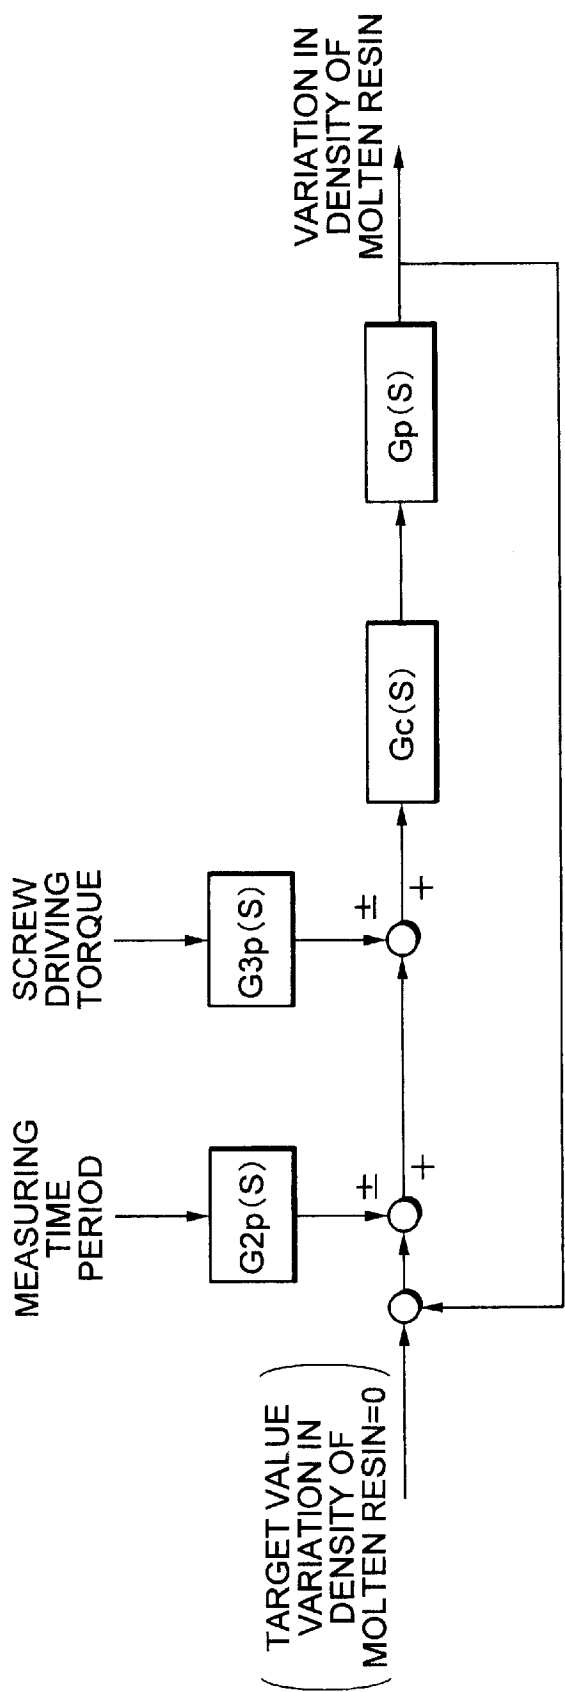 MEASURING
TIME
PERIOD
SCREW
DRIVING
TORQUE
G2p(S)
G3p(S)
±
+
±
+
(TARGET VALUE
VARIATION IN
DENSITY OF
MOLTEN RESIN=0)
Gc(S)
Gp(S)
VARIATION IN
DENSITY OF
MOLTEN RESIN